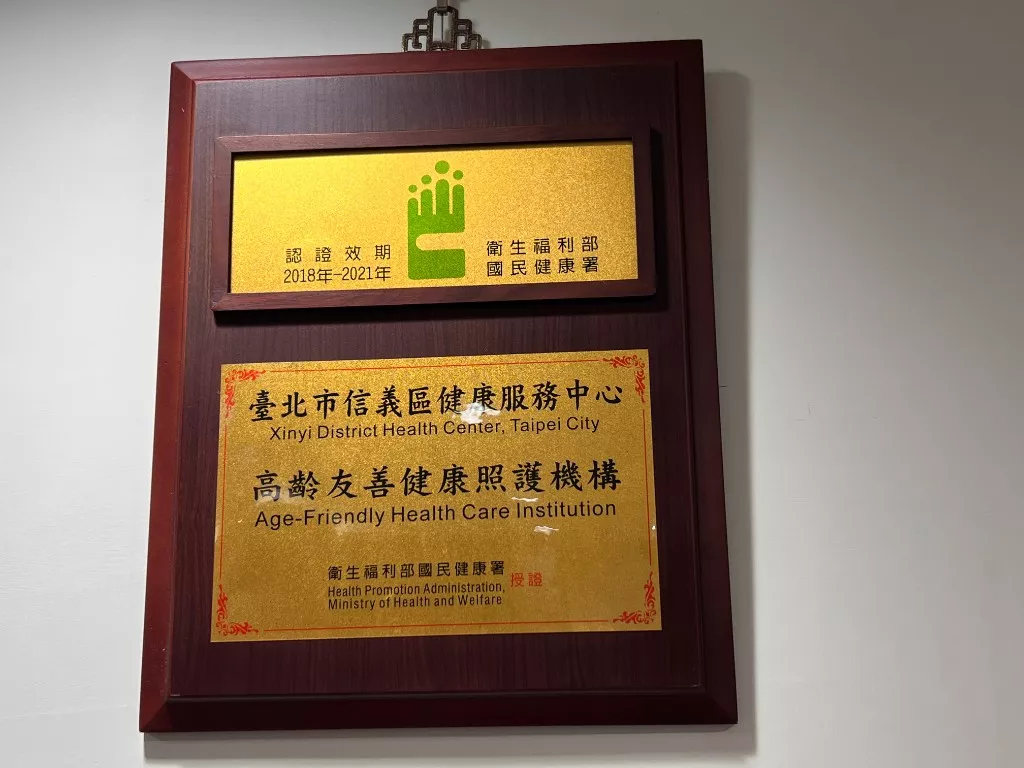 認證效期
2018年-2021年
衛生福利部
國民健康署
臺北市信義區健康服務中心
Xinyi District Health Center, Taipei City
高齡友善健康照護機構
Age-Friendly Health Care Institution
衛生福利部國民健康署
Health Promotion Administration,
Ministry of Health and Welfare
授證